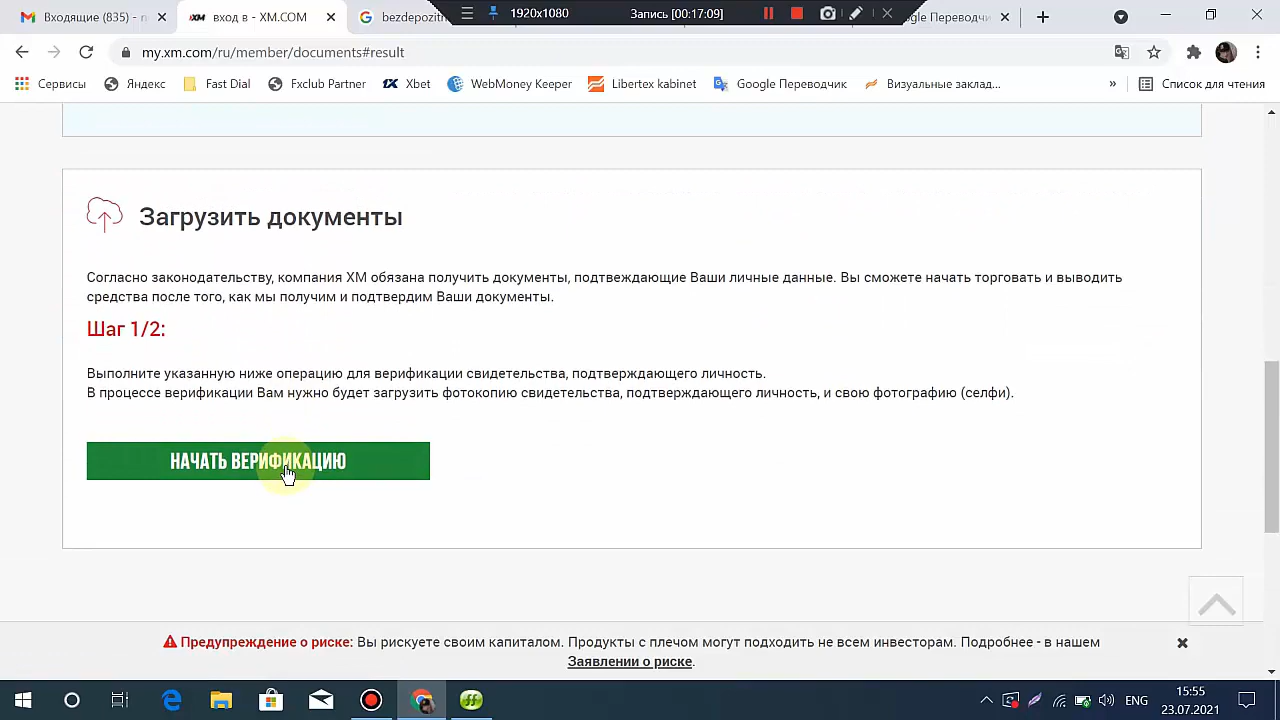 Входящие (835) - n
вход в - XM.COM
bezdepozitn
1920x1080
Запись [00:17:09]
ogle Переводчи
my.xm.com/ru/member/documents#result
Сервисы
Яндекс
Fast Dial
Fxclub Partner
Xbet
WebMoney Keeper
Libertex kabinet
Google Переводчик
Визуальные заклад...
»
Список для чтения
Загрузить документы
Согласно законодательству, компания XM обязана получить документы, подтвеждающие Ваши личные данные. Вы сможете начать торговать и выводить
средства после того, как мы получим и подтвердим Ваши документы.
Шаг 1/2:
Выполните указанную ниже операцию для верификации свидетельства, подтверждающего личность.
В процессе верификации Вам нужно будет загрузить фотокопию свидетельства, подтверждающего личность, и свою фотографию (селфи).
НАЧАТЬ ВЕРИФИКАЦИЮ
Предупреждение о риске: Вы рискуете своим капиталом. Продукты с плечом могут подходить не всем инвесторам. Подробнее - в нашем
Заявлении о риске.
ENG
15:55
23.07.2021